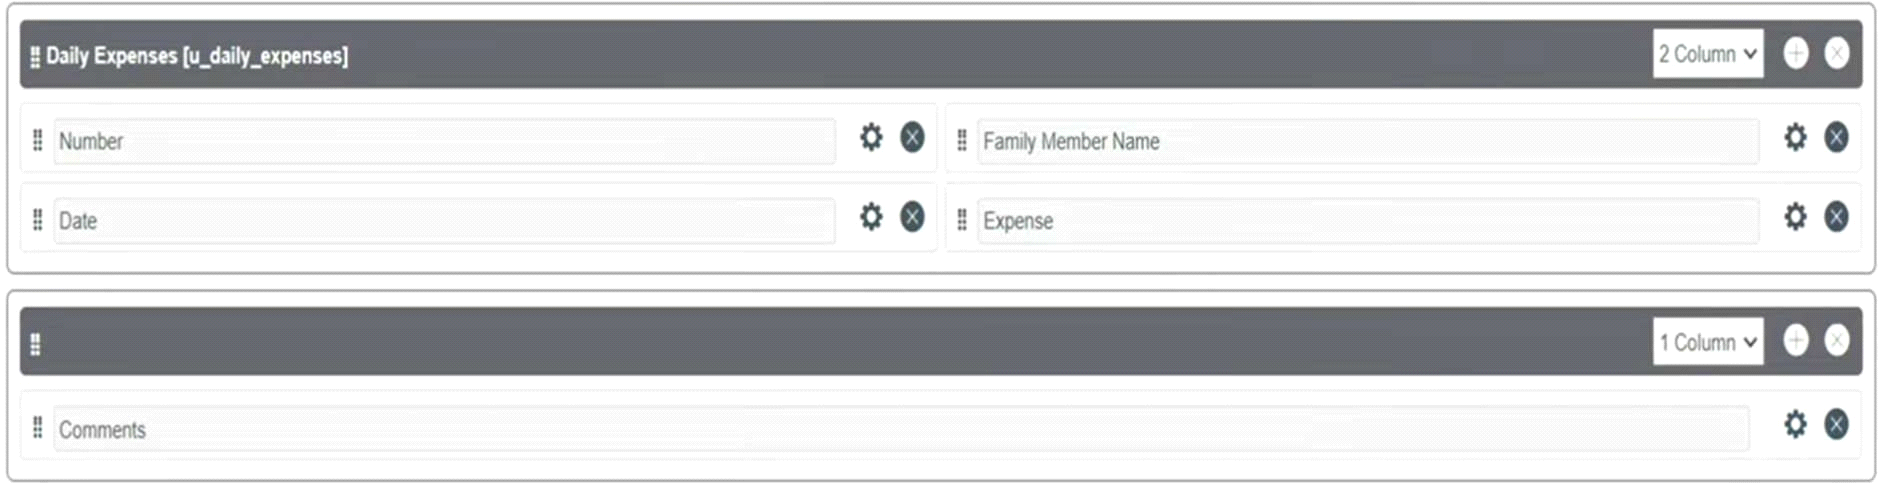 Daily Expenses [u_daily_expenses] 2 Column
Number Family Member Name
Date Expense
1 Column
Comments